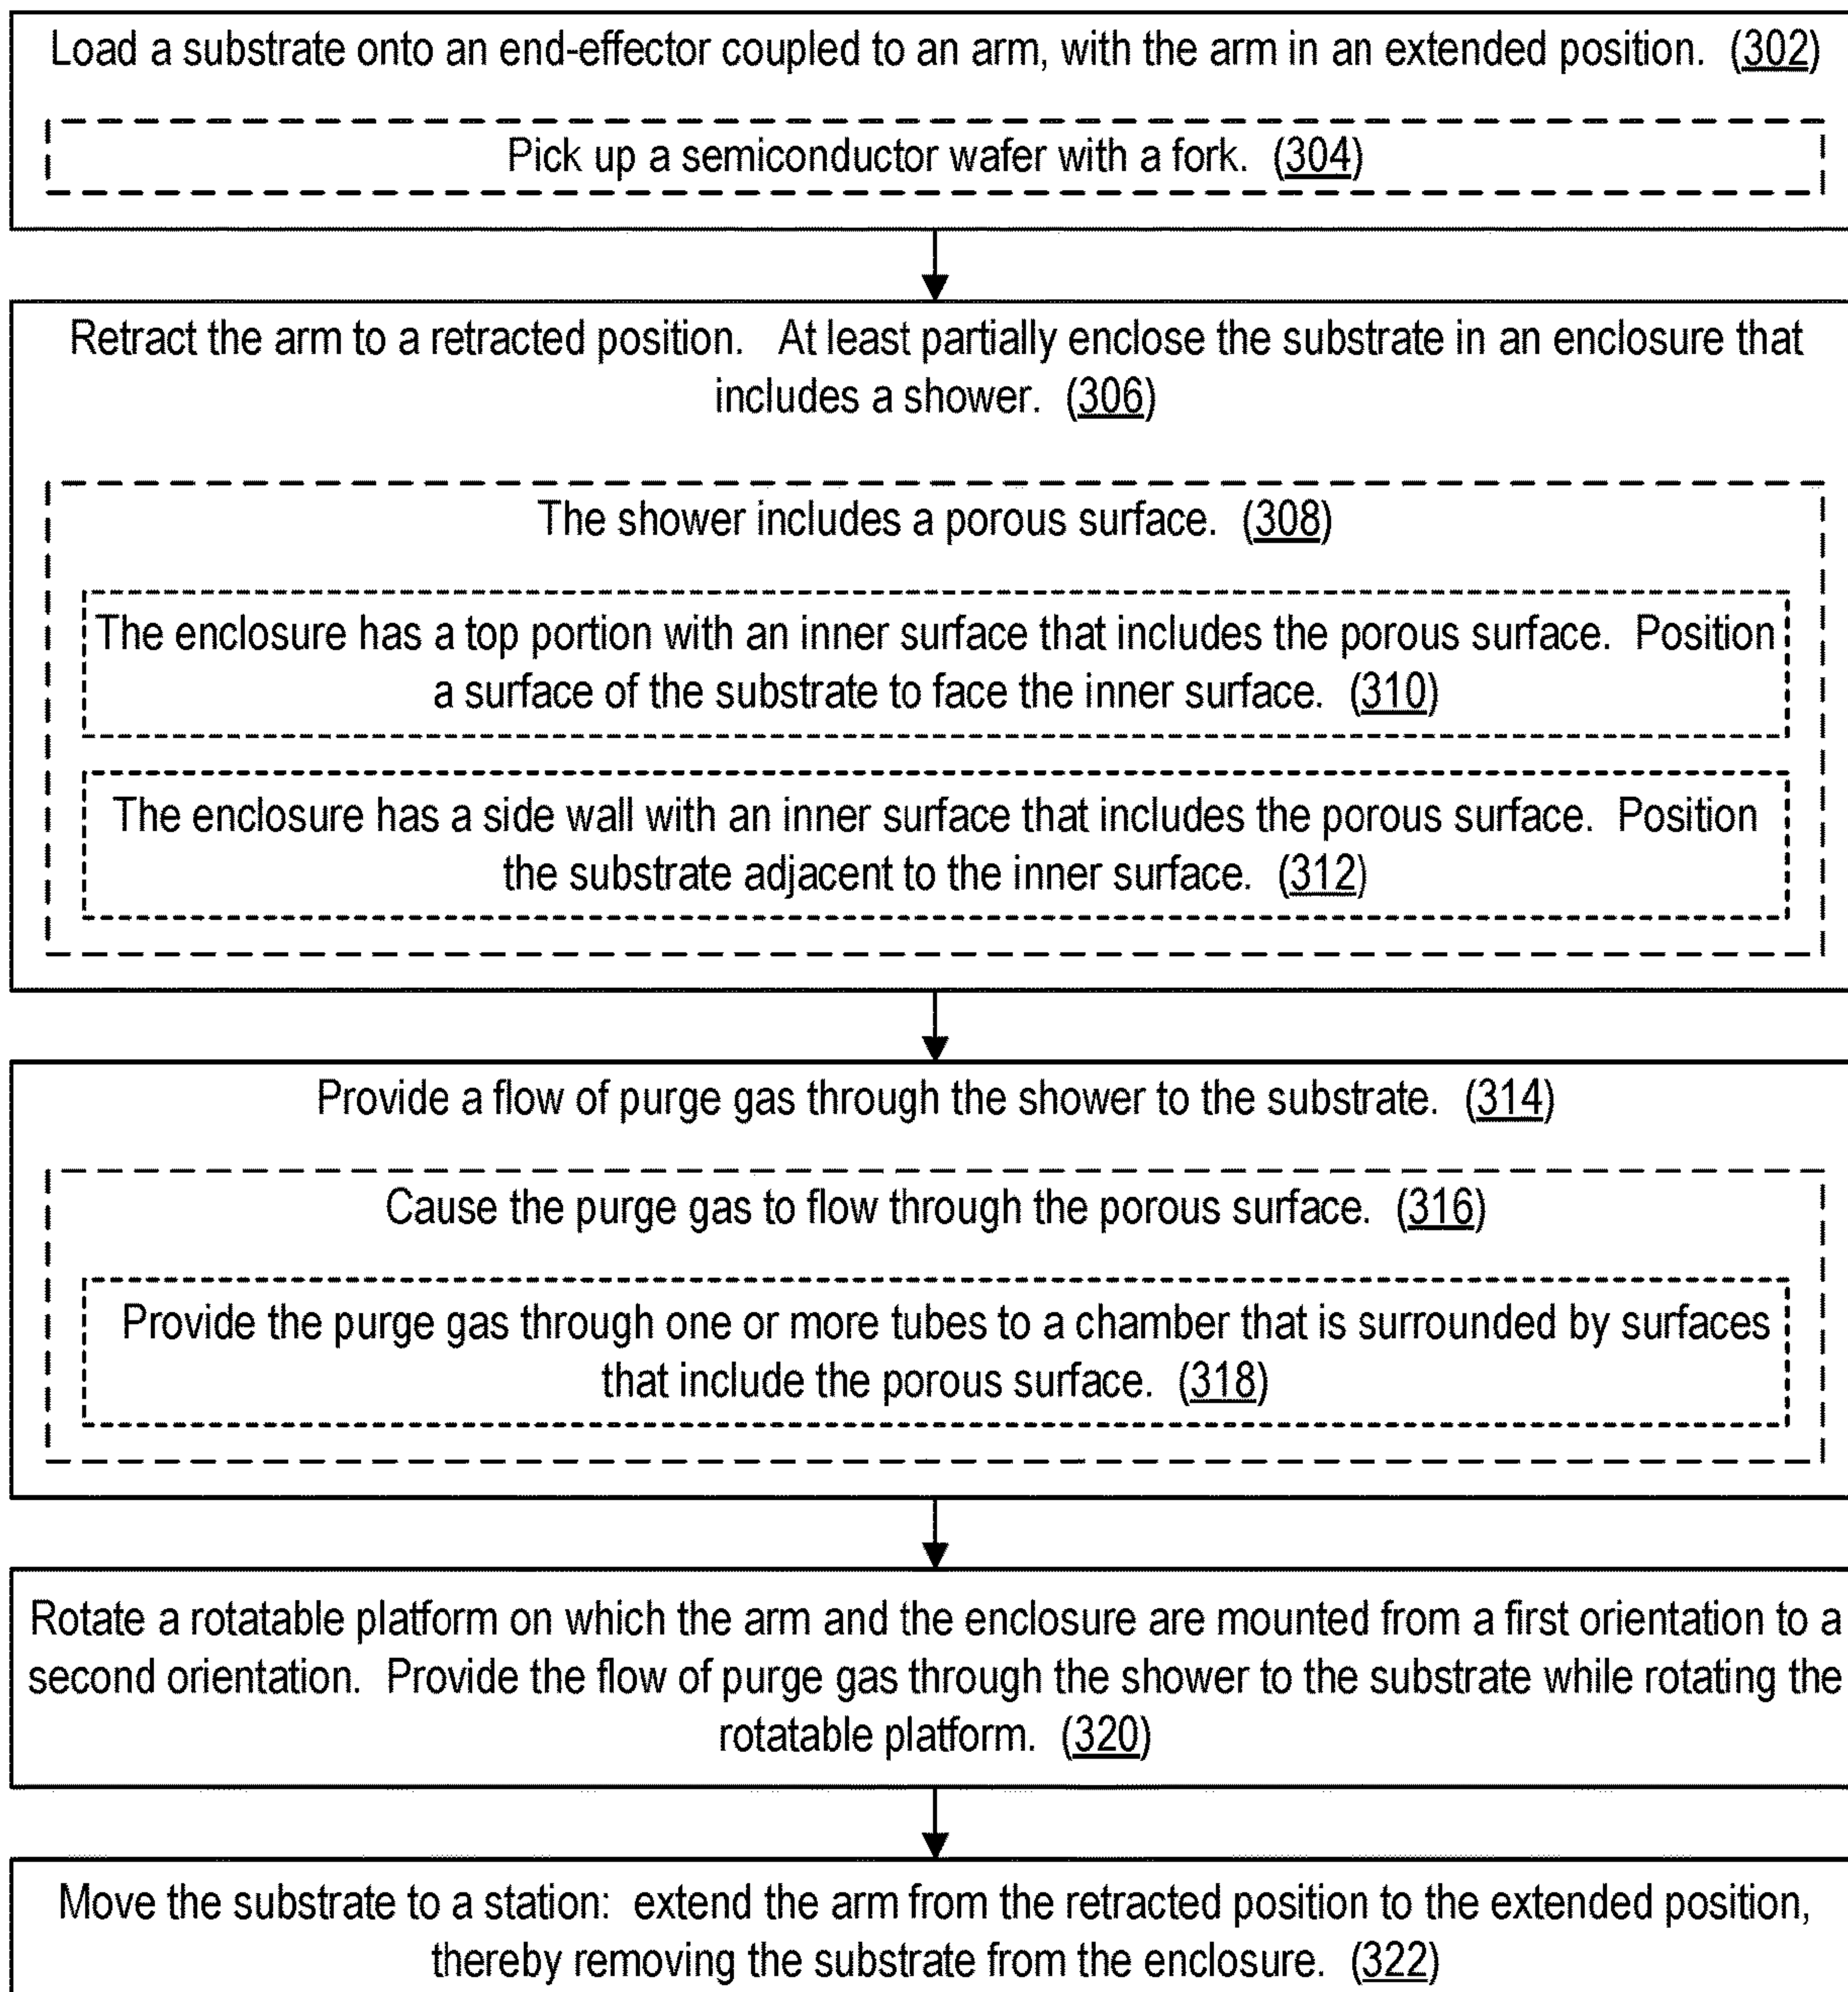 Load a substrate onto an end-effector coupled to an arm, with the arm in an extended position. (302)
Pick up a semiconductor wafer with a fork. (304)
Retract the arm to a retracted position. At least partially enclose the substrate in an enclosure that
includes a shower. (306)
The shower includes a porous surface. (308)
The enclosure has a top portion with an inner surface that includes the porous surface. Position
a surface of the substrate to face the inner surface. (310)
The enclosure has a side wall with an inner surface that includes the porous surface. Position
the substrate adjacent to the inner surface. (312)
Provide a flow of purge gas through the shower to the substrate. (314)
Cause the purge gas to flow through the porous surface. (316)
Provide the purge gas through one or more tubes to a chamber that is surrounded by surfaces
that include the porous surface. (318)
Rotate a rotatable platform on which the arm and the enclosure are mounted from a first orientation to a
second orientation. Provide the flow of purge gas through the shower to the substrate while rotating the
rotatable platform. (320)
Move the substrate to a station: extend the arm from the retracted position to the extended position,
thereby removing the substrate from the enclosure. (322)